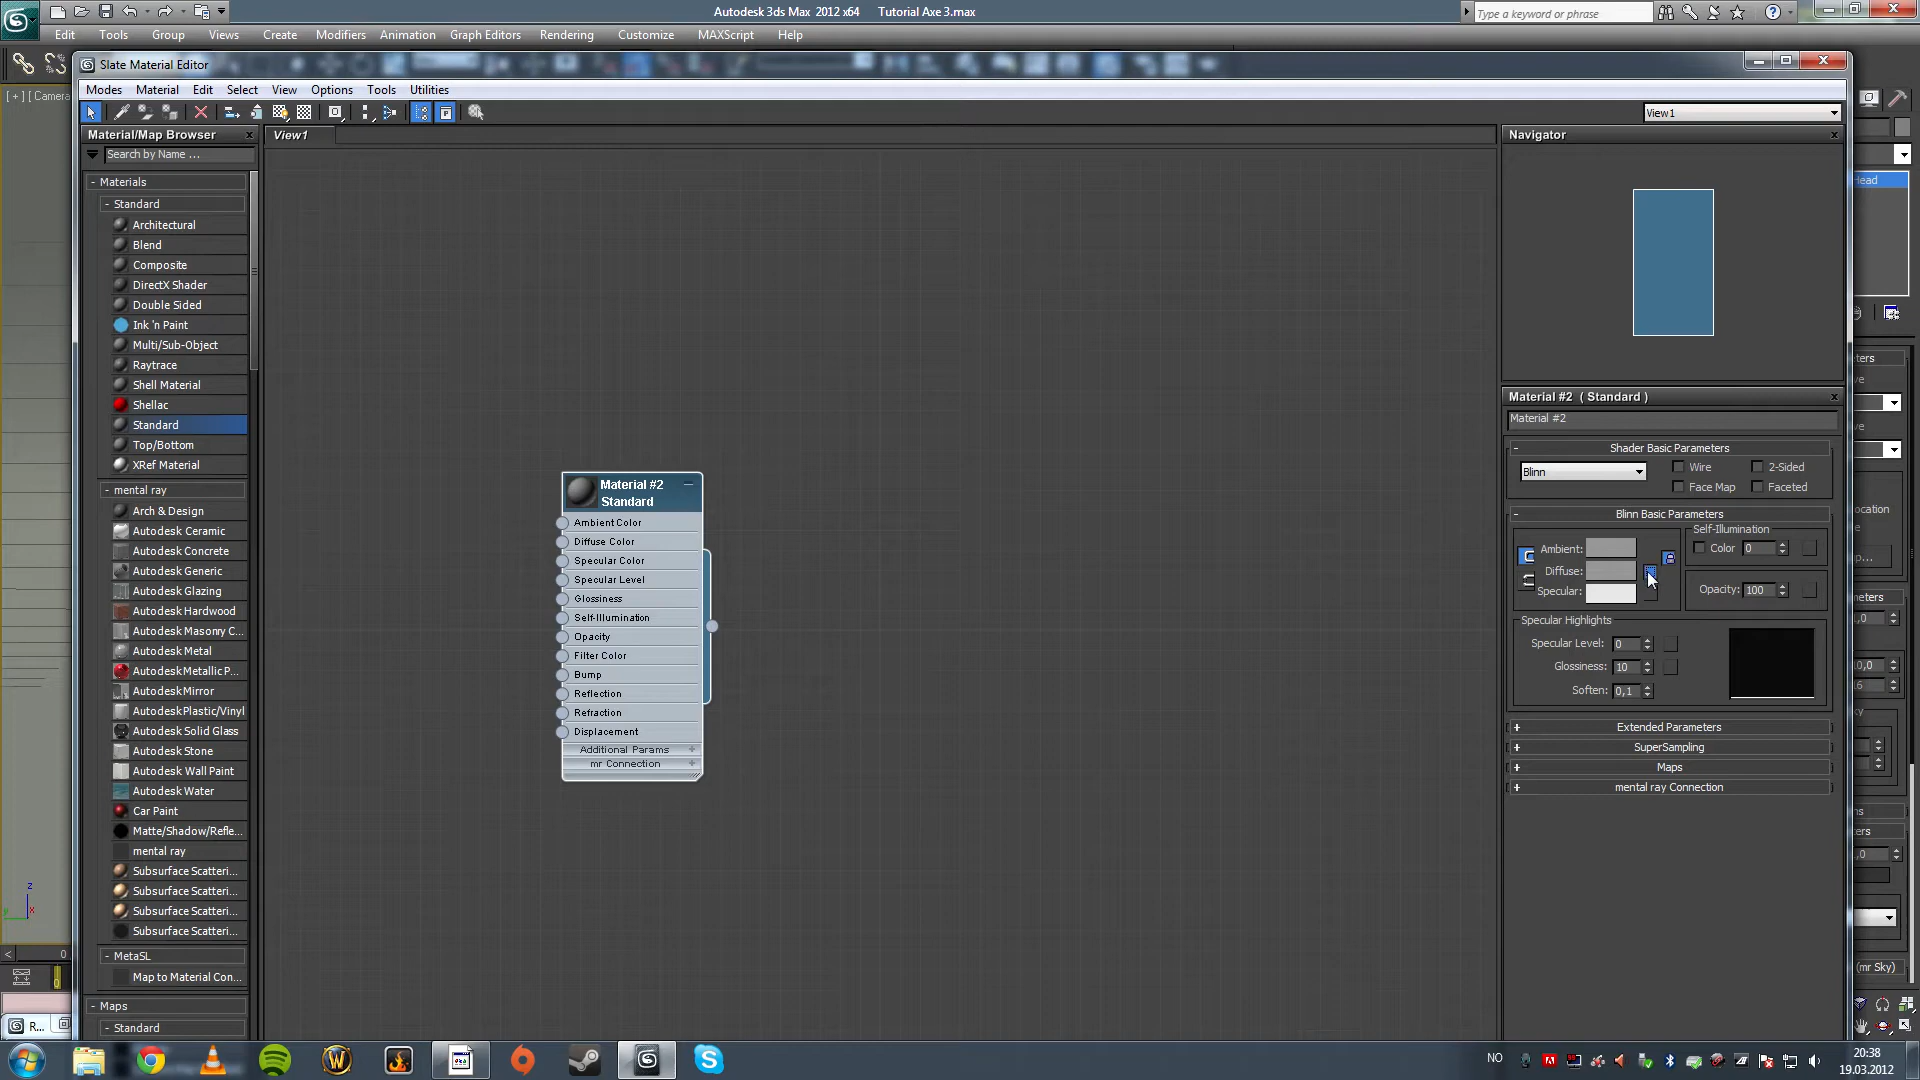 Autodesk 3ds Max 2012 x64 Tutorial Axe 3.max
Type a keyword or phrase
Edit Tools Group Views Create Modifiers Animation Graph Editors Rendering Customize MAXScript Help
[ + ] [ Camera
Slate Material Editor
Modes Material Edit Select View Options Tools Utilities
View1
Material/Map Browser
Search by Name ...
- Materials
- Standard
Architectural
Blend
Composite
DirectX Shader
Double Sided
Ink 'n Paint
Multi/Sub-Object
Raytrace
Shell Material
Shellac
Standard
Top/Bottom
XRef Material
- mental ray
Arch & Design
Autodesk Ceramic
Autodesk Concrete
Autodesk Generic
Autodesk Glazing
Autodesk Hardwood
Autodesk Masonry C...
Autodesk Metal
Autodesk Metallic P...
Autodesk Mirror
Autodesk Plastic/Vinyl
Autodesk Solid Glass
Autodesk Stone
Autodesk Wall Paint
Autodesk Water
Car Paint
Matte/Shadow/Refle...
mental ray
Subsurface Scatteri...
Subsurface Scatteri...
Subsurface Scatteri...
Subsurface Scatteri...
- MetaSL
Map to Material Con...
- Maps
- Standard
View1
Material #2
Standard
Ambient Color
Diffuse Color
Specular Color
Specular Level
Glossiness
Self-Illumination
Opacity
Filter Color
Bump
Reflection
Refraction
Displacement
Additional Params +
mr Connection +
Navigator
Material #2 ( Standard )
Material #2
- Shader Basic Parameters
Blinn
Wire
2-Sided
Face Map
Faceted
- Blinn Basic Parameters
Self-Illumination
Ambient:
Color 0
Diffuse:
Specular:
Opacity: 100
Specular Highlights
Specular Level: 0
Glossiness: 10
Soften: 0,1
+ Extended Parameters
+ SuperSampling
+ Maps
+ mental ray Connection
Head
(mr Sky)
z
x
y
< 0
R...
NO
20:38
19.03.2012